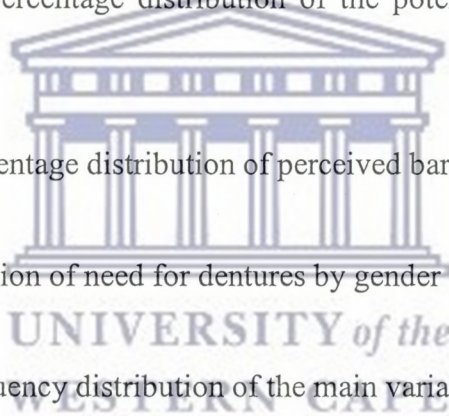 ercentage distribution of the pote
entage distribution of perceived bar
ion of need for dentures by gender
UNIVERSITY of the
uency distribution of the main varia
WESTERN CAPE